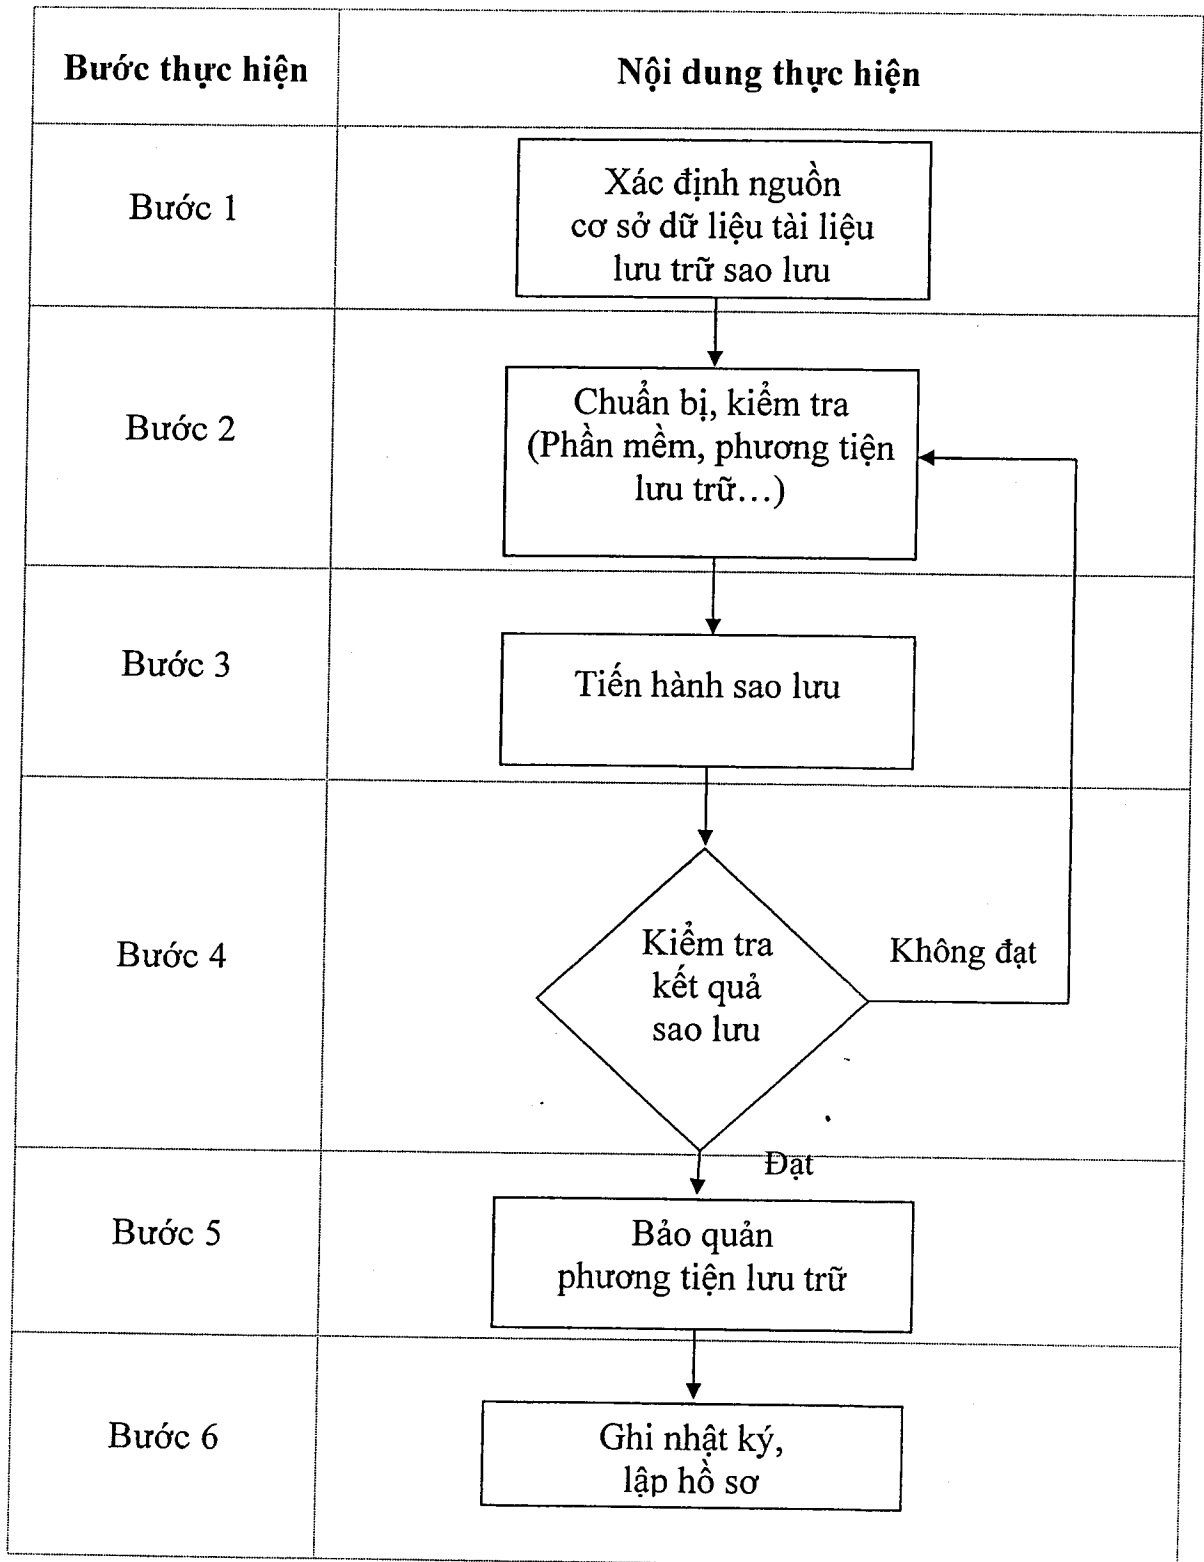 Bước thực hiện
Nội dung thực hiện
Bước 1
Xác định nguồn
cơ sở dữ liệu tài liệu
lưu trữ sao lưu
Bước 2
Chuẩn bị, kiểm tra
(Phần mềm, phương tiện
lưu trữ...)
Bước 3
Tiến hành sao lưu
Bước 4
Kiểm tra
kết quả
sao lưu
Không đạt
Đạt
Bước 5
Bảo quản
phương tiện lưu trữ
Bước 6
Ghi nhật ký,
lập hồ sơ